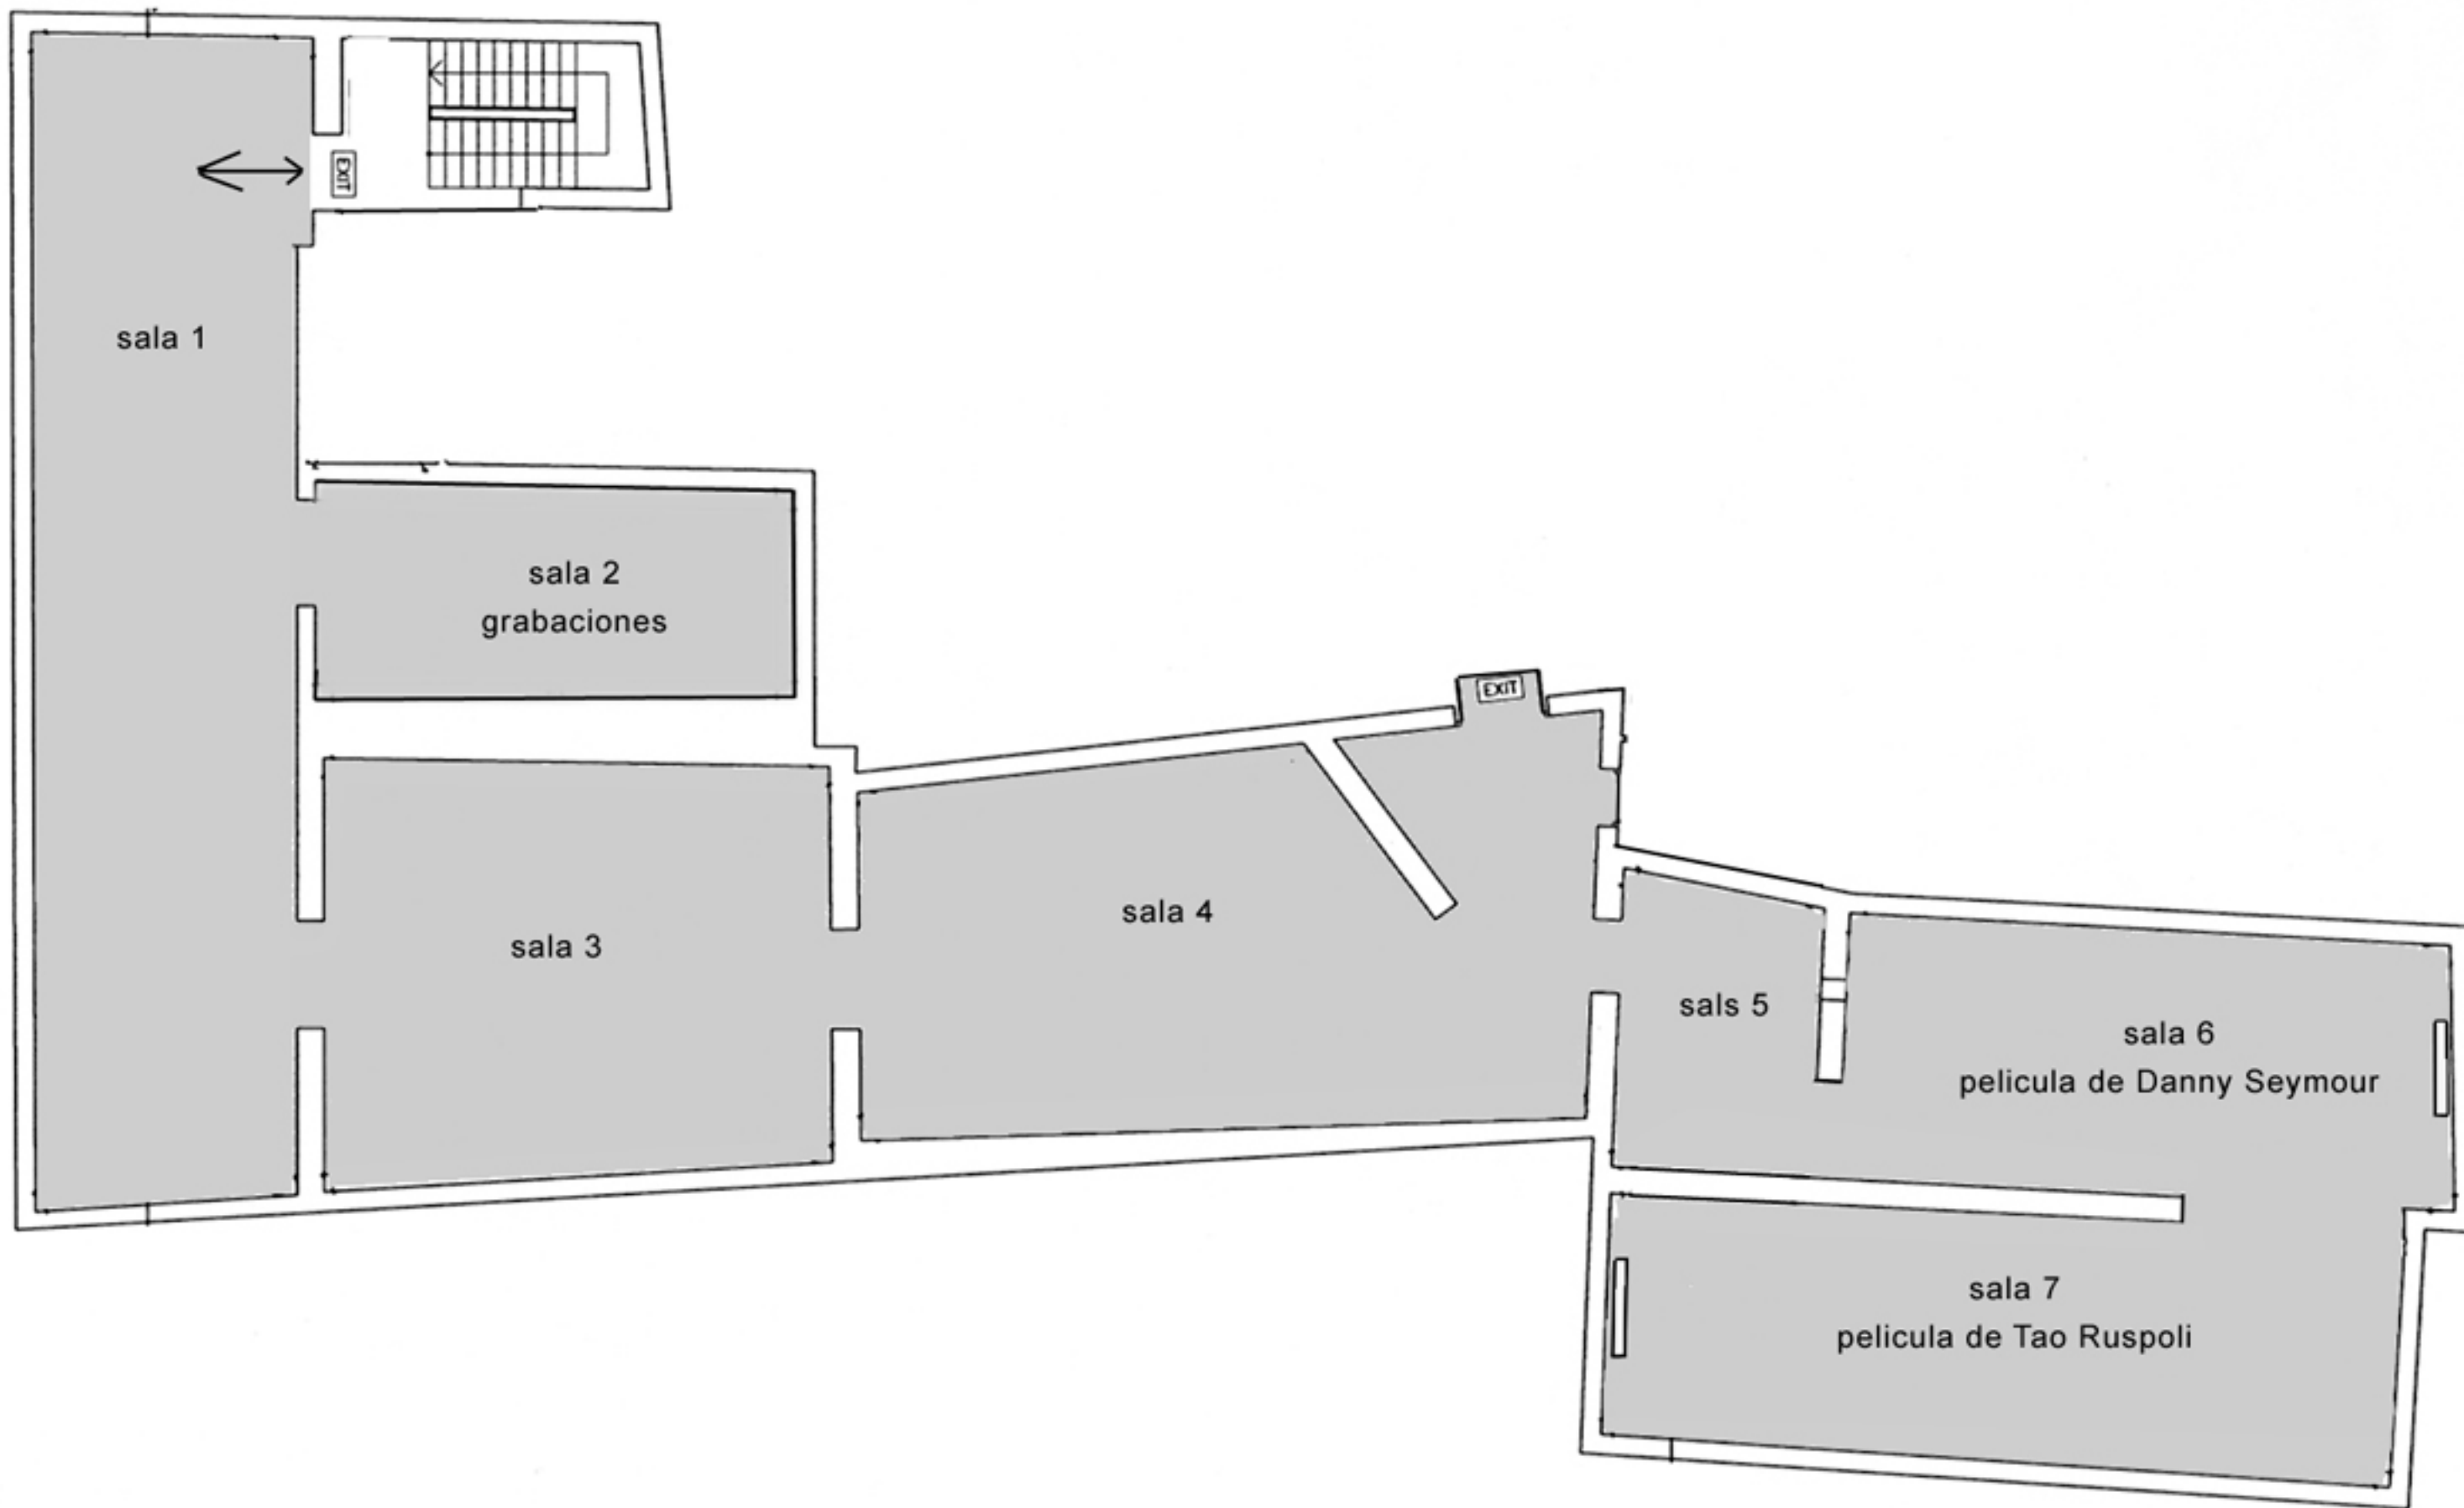 EXIT
sala 1
sala 2
grabaciones
EXIT
sala 3
sala 4
sals 5
sala 6
pelicula de Danny Seymour
sala 7
pelicula de Tao Ruspoli